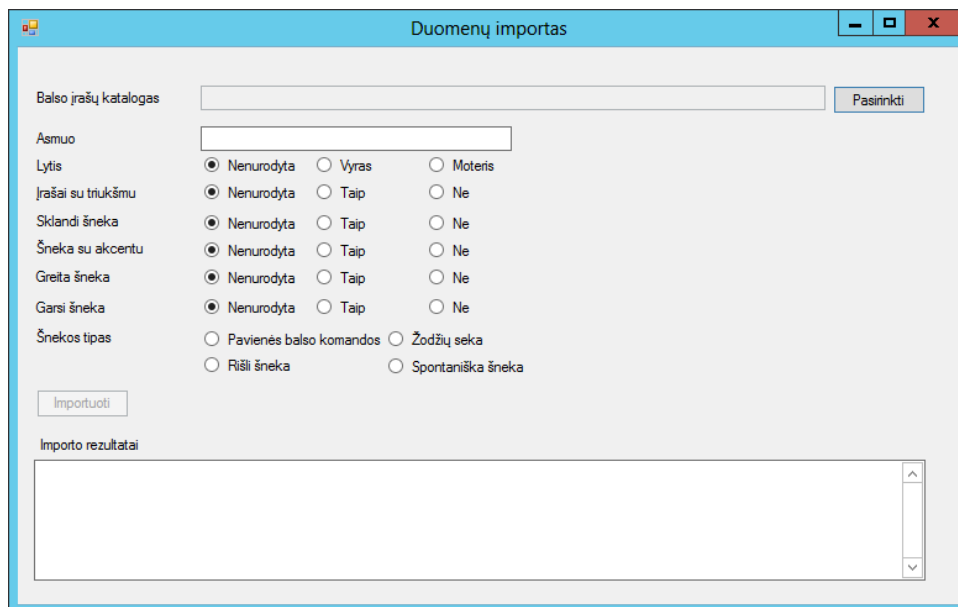 Duomenų importas
Balso įrašų katalogas Pasirinkti
Asmuo
Lytis Nenurodyta Vyras Moteris
Įrašai su triukšmu Nenurodyta Taip Ne
Sklandi šneka Nenurodyta Taip Ne
Šneka su akcentu Nenurodyta Taip Ne
Greita šneka Nenurodyta Taip Ne
Garsi šneka Nenurodyta Taip Ne
Šnekos tipas Pavienės balso komandos Žodžių seka
Rišli šneka Spontaniška šneka
Importuoti
Importo rezultatai